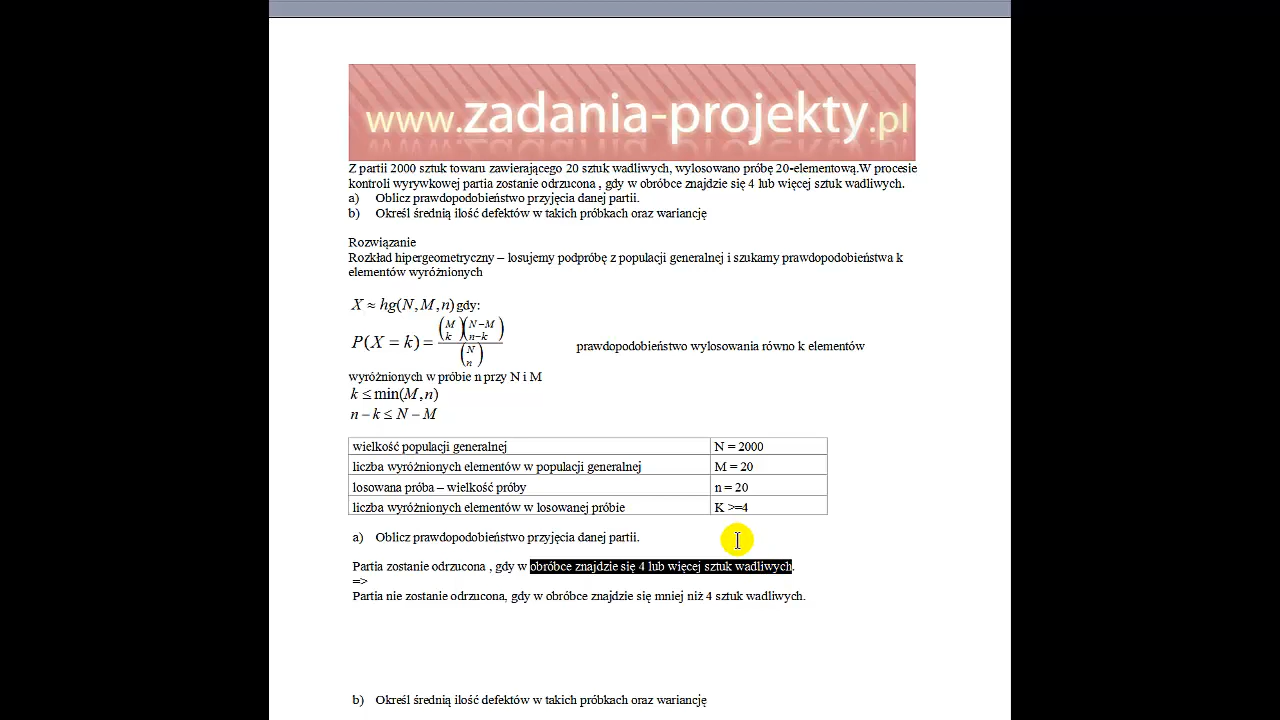 www.zadania-projekty.pl
Z partii 2000 sztuk towaru zawierającego 20 sztuk wadliwych, wylosowano próbę 20-elementową.W procesie
kontroli wyrywkowej partia zostanie odrzucona , gdy w obróbce znajdzie się 4 lub więcej sztuk wadliwych.
a) Oblicz prawdopodobieństwo przyjęcia danej partii.
b) Określ średnią ilość defektów w takich próbkach oraz wariancję
Rozwiązanie
Rozkład hipergeometryczny – losujemy podpróbę z populacji generalnej i szukamy prawdopodobieństwa k
elementów wyróżnionych
X ≈ hg(N, M, n) gdy:
P(X = k) = \frac{\binom{M}{k}\binom{N-M}{n-k}}{\binom{N}{n}} prawdopodobieństwo wylosowania równo k elementów
wyróżnionych w próbie n przy N i M
k ≤ min(M, n)
n − k ≤ N − M
wielkość populacji generalnej N = 2000
liczba wyróżnionych elementów w populacji generalnej M = 20
losowana próba – wielkość próby n = 20
liczba wyróżnionych elementów w losowanej próbie K >=4
a) Oblicz prawdopodobieństwo przyjęcia danej partii.
Partia zostanie odrzucona , gdy w obróbce znajdzie się 4 lub więcej sztuk wadliwych.
=>
Partia nie zostanie odrzucona, gdy w obróbce znajdzie się mniej niż 4 sztuk wadliwych.
b) Określ średnią ilość defektów w takich próbkach oraz wariancję